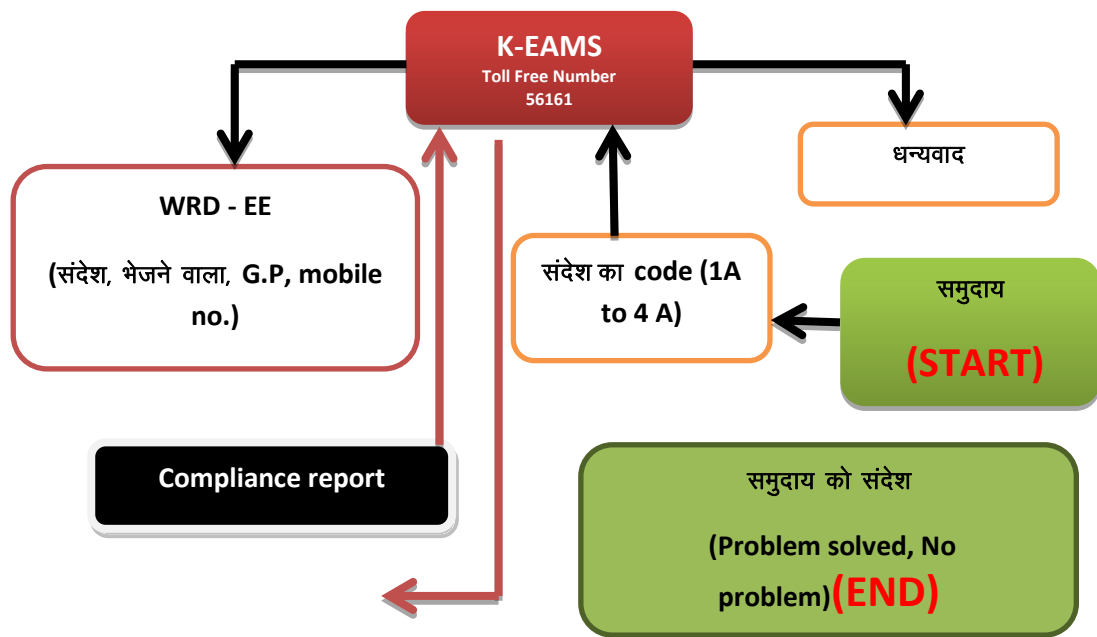 K-EAMS
Toll Free Number
56161
धन्यवाद
WRD - EE
(संदेश, भेजने वाला, G.P, mobile
no.)
संदेश का code (1A
to 4 A)
समुदाय
(START)
Compliance report
समुदाय को संदेश
(Problem solved, No
problem)(END)